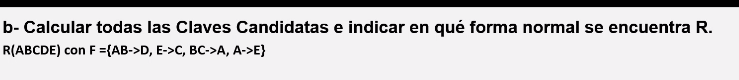 b- Calcular todas las Claves Candidatas e indicar en qué forma normal se encuentra R.
R(ABCDE) con F ={AB->D, E->C, BC->A, A->E}